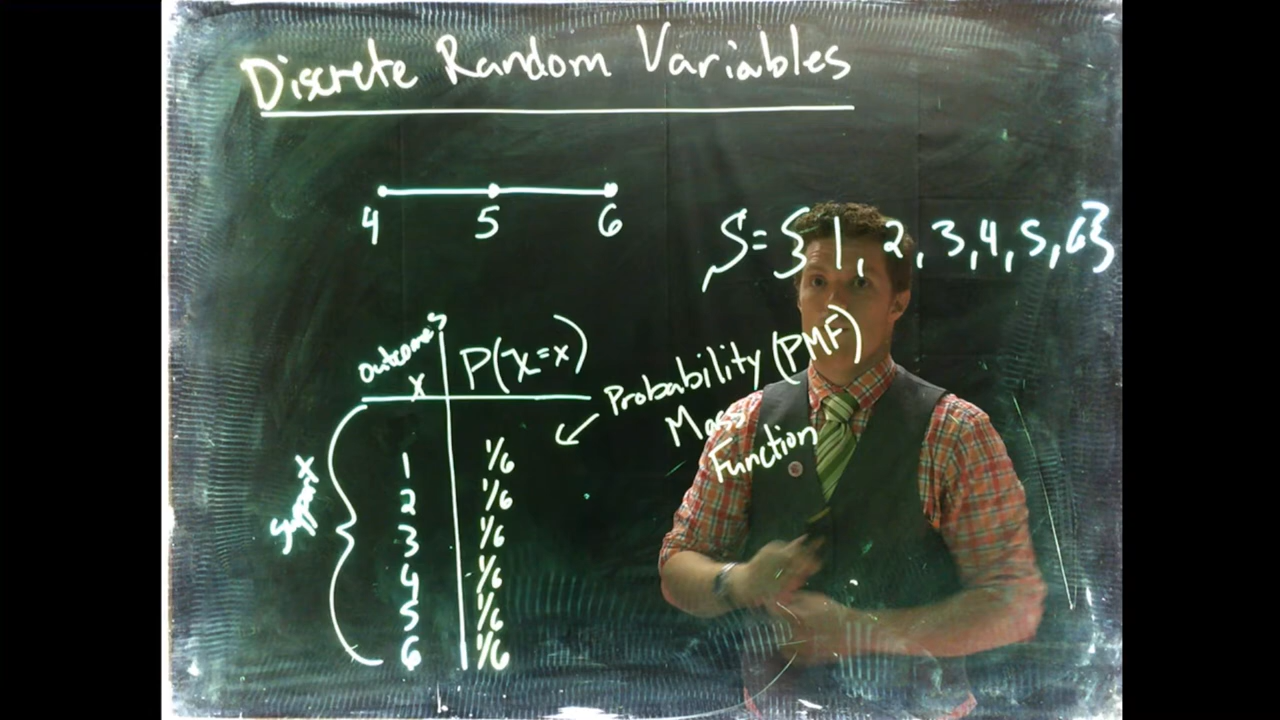 Discrete Random Variables
4 5 6
S={1, 2, 3, 4, 5, 6}
outcomes
x P(X=x)
Probability (PMF)
Mass
Function
Support
1 1/6
2 1/6
3 1/6
4 1/6
5 1/6
6 1/6